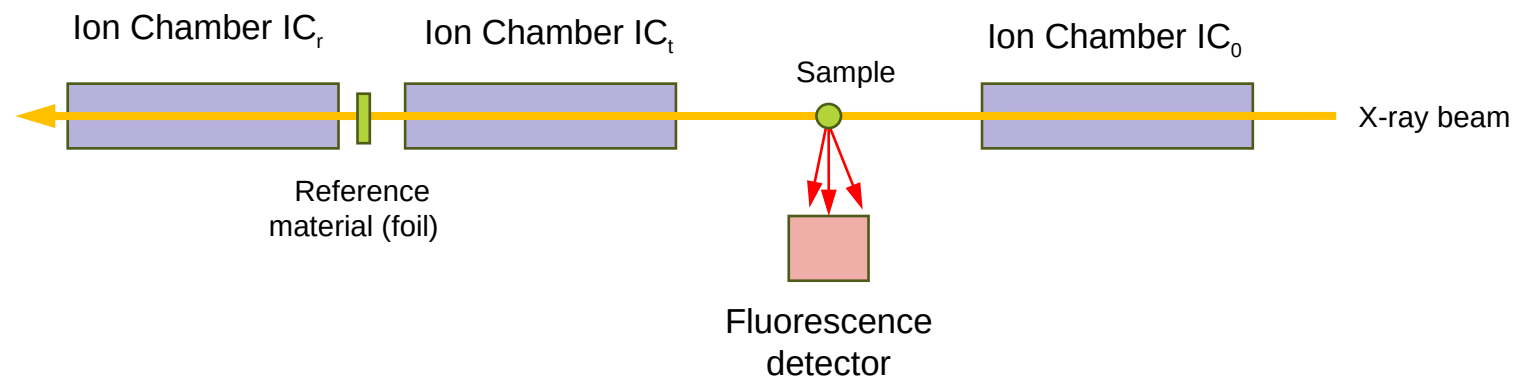 Ion Chamber ICr
Ion Chamber ICt
Ion Chamber IC0
Sample
X-ray beam
Reference
material (foil)
Fluorescence
detector